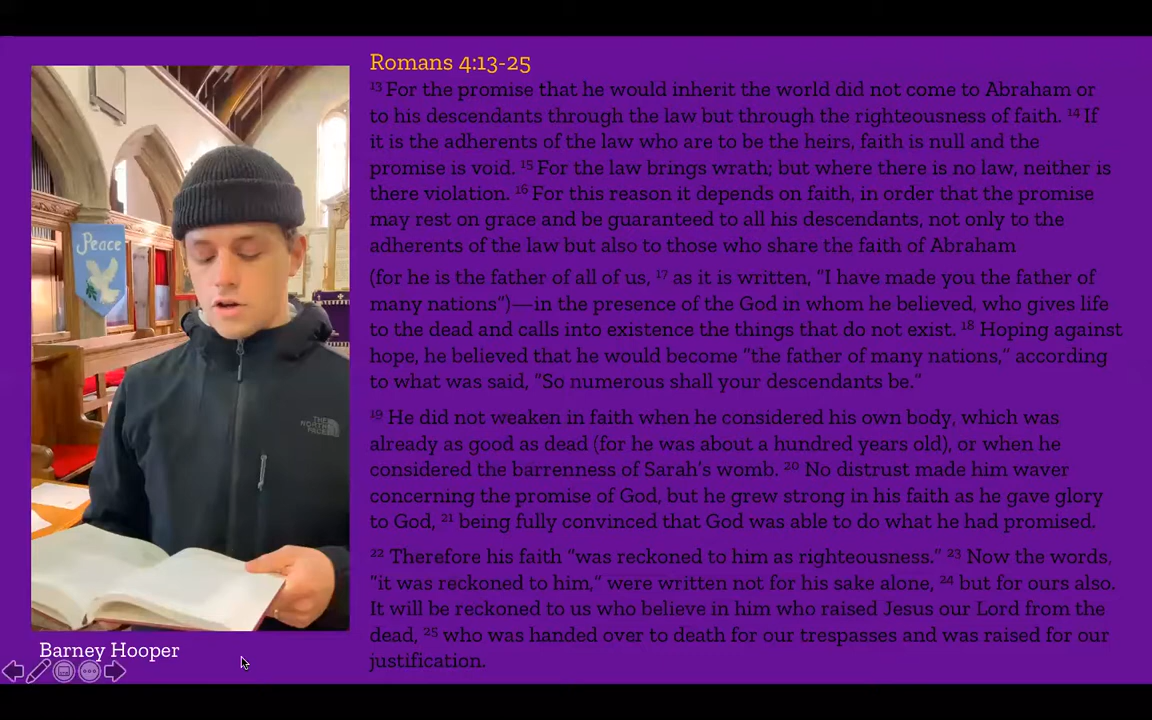 Romans 4:13-25
¹³ For the promise that he would inherit the world did not come to Abraham or
to his descendants through the law but through the righteousness of faith. ¹⁴ If
it is the adherents of the law who are to be the heirs, faith is null and the
promise is void. ¹⁵ For the law brings wrath; but where there is no law, neither is
there violation. ¹⁶ For this reason it depends on faith, in order that the promise
may rest on grace and be guaranteed to all his descendants, not only to the
adherents of the law but also to those who share the faith of Abraham
(for he is the father of all of us, ¹⁷ as it is written, “I have made you the father of
many nations”)—in the presence of the God in whom he believed, who gives life
to the dead and calls into existence the things that do not exist. ¹⁸ Hoping against
hope, he believed that he would become “the father of many nations,” according
to what was said, “So numerous shall your descendants be.”
¹⁹ He did not weaken in faith when he considered his own body, which was
already as good as dead (for he was about a hundred years old), or when he
considered the barrenness of Sarah’s womb. ²⁰ No distrust made him waver
concerning the promise of God, but he grew strong in his faith as he gave glory
to God, ²¹ being fully convinced that God was able to do what he had promised.
²² Therefore his faith “was reckoned to him as righteousness.” ²³ Now the words,
“it was reckoned to him,” were written not for his sake alone, ²⁴ but for ours also.
It will be reckoned to us who believe in him who raised Jesus our Lord from the
dead, ²⁵ who was handed over to death for our trespasses and was raised for our
justification.
Peace
THE
NORTH
FACE
Barney Hooper